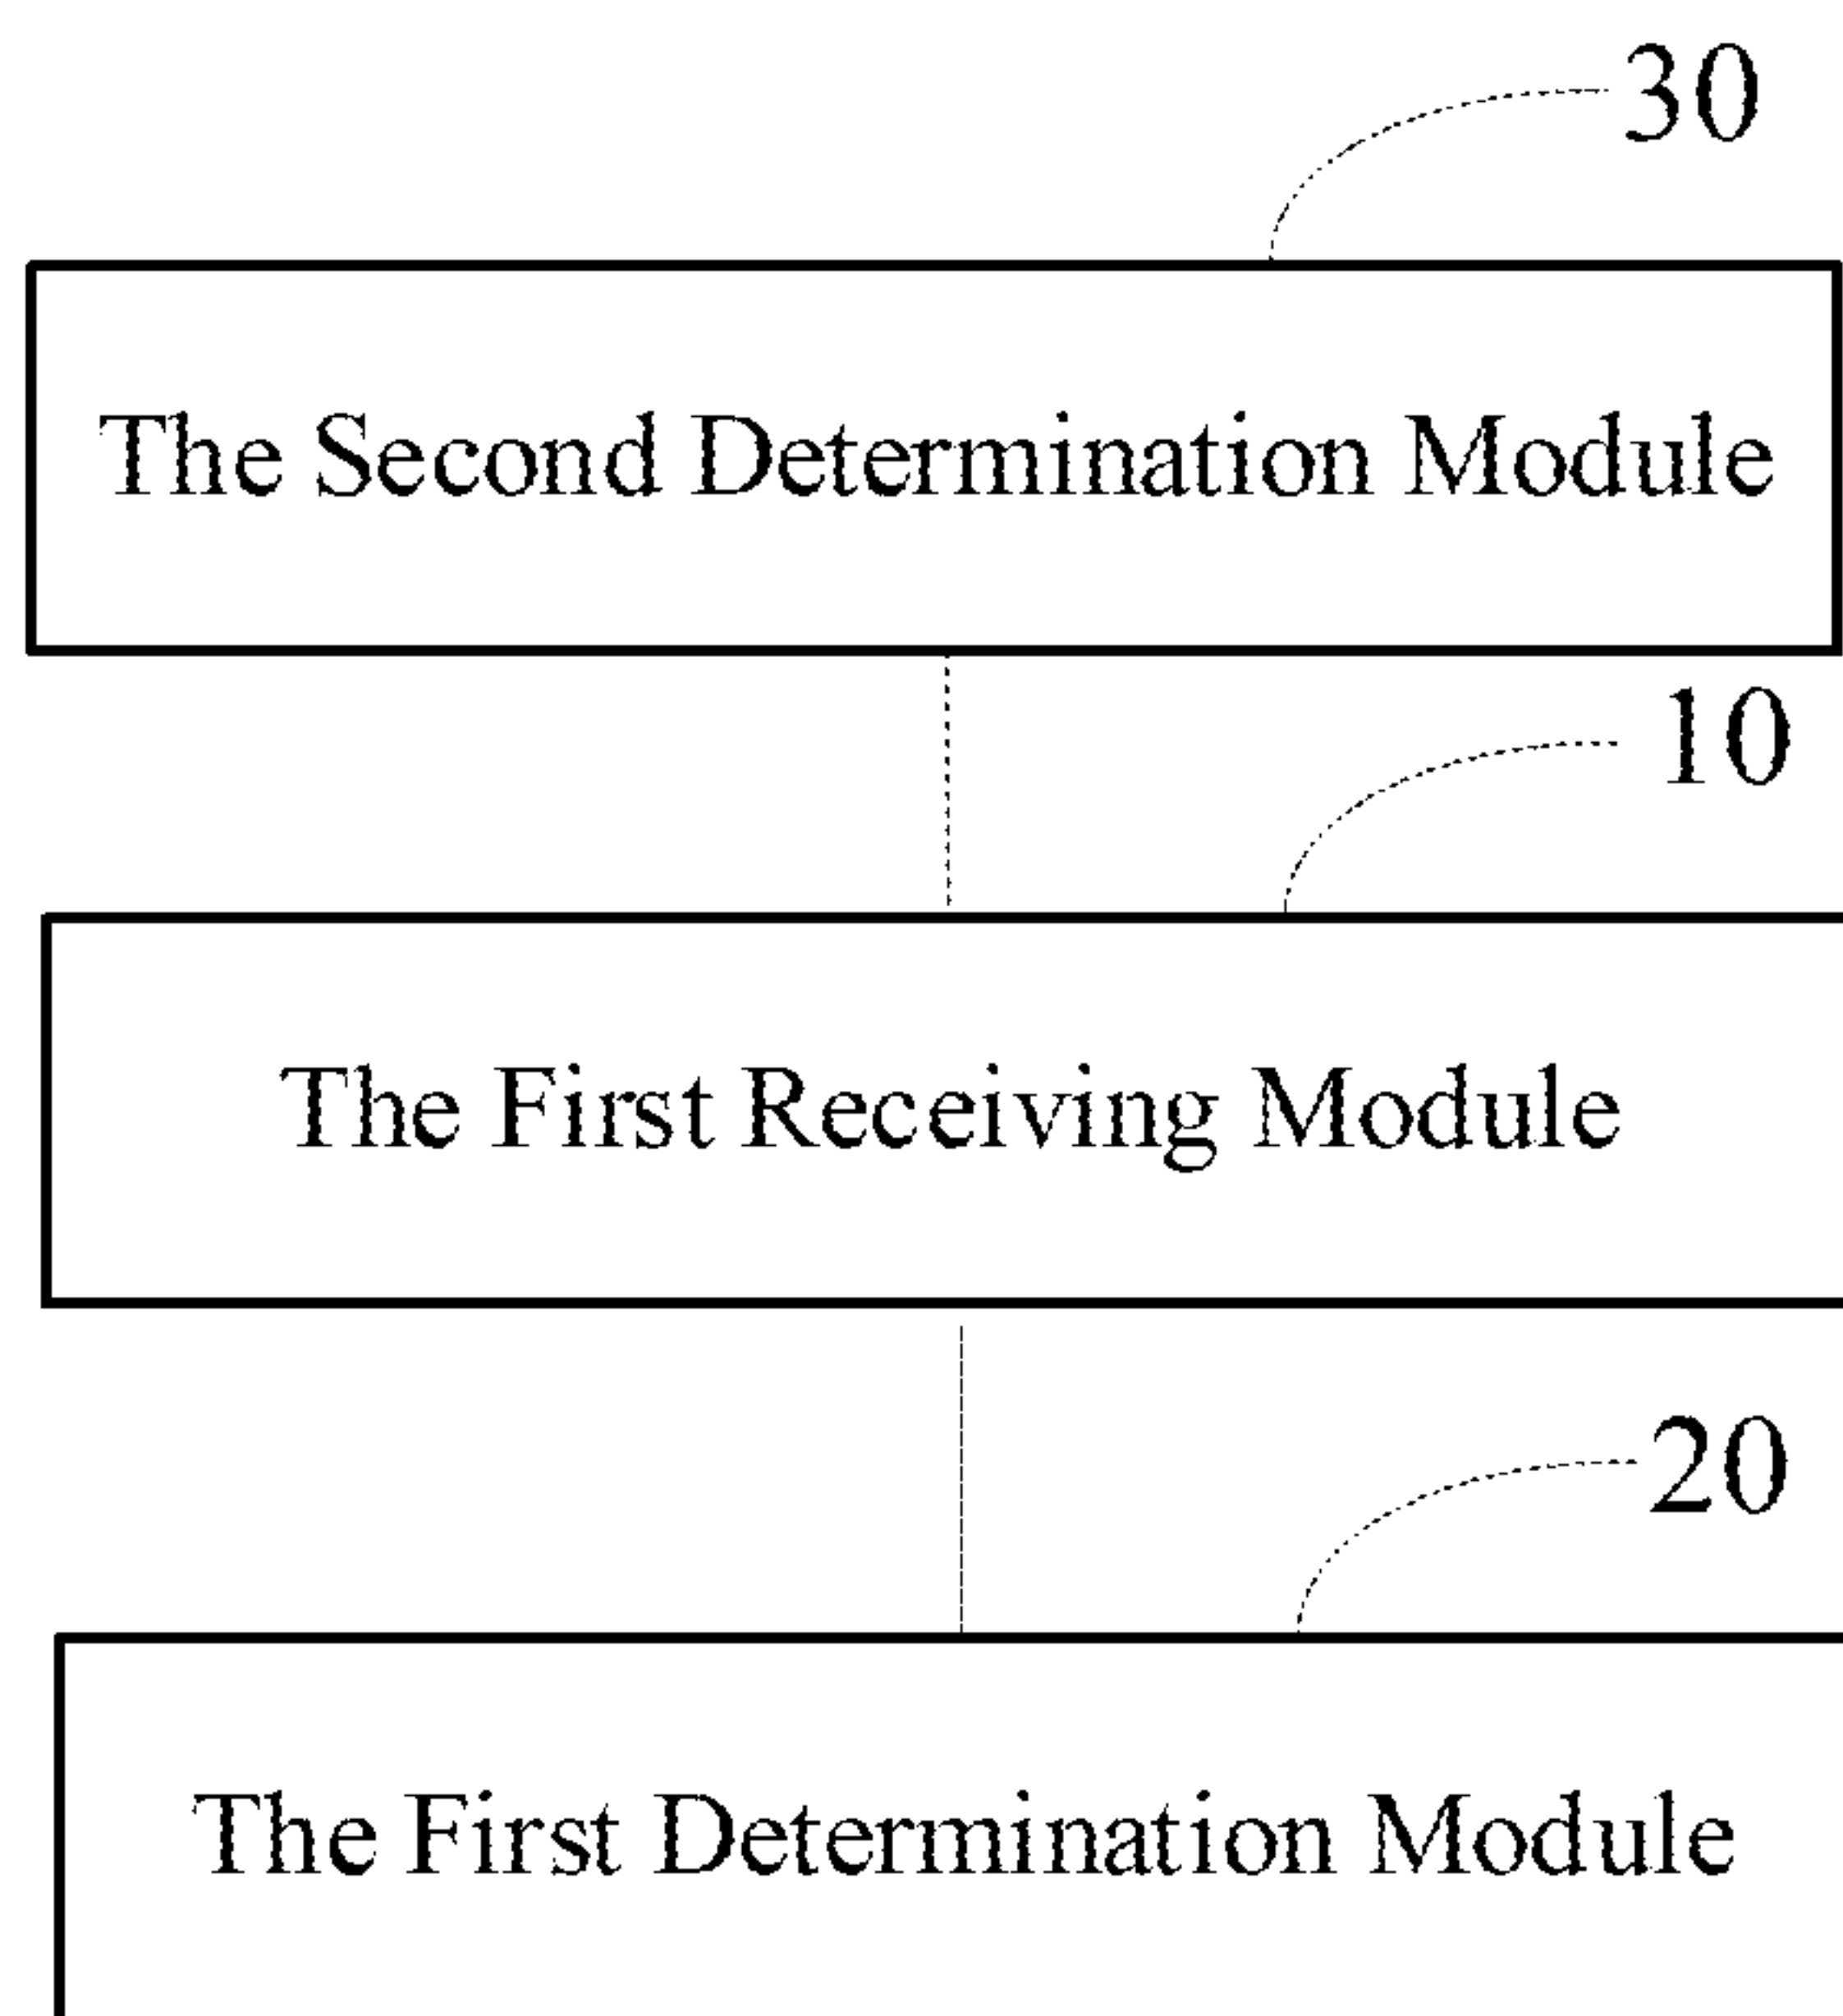 30
The Second Determination Module
10
The First Receiving Module
20
The First Determination Module